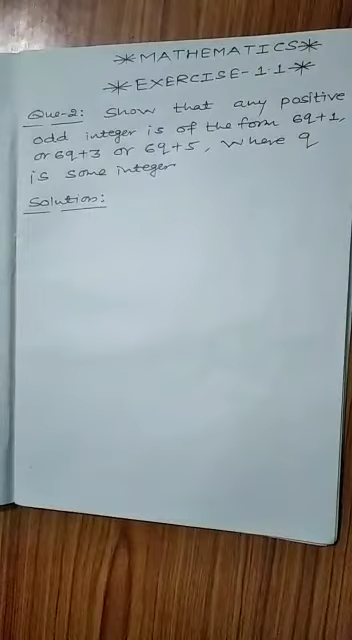 *MATHEMATICS*
*EXERCISE-1.1*
Que-2: Show that any positive
odd integer is of the form 6q+1,
or 6q+3 or 6q+5, Where q
is some integer
Solution: